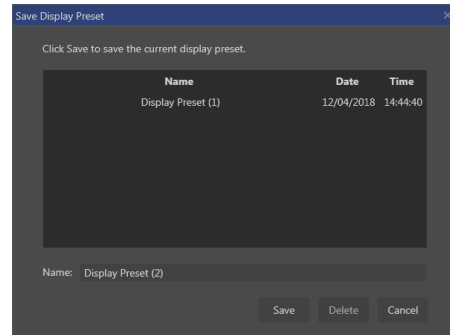 Save Display Preset
Click Save to save the current display preset.
Name Date Time
Display Preset (1) 12/04/2018 14:44:40
Name: Display Preset (2)
Save Delete Cancel